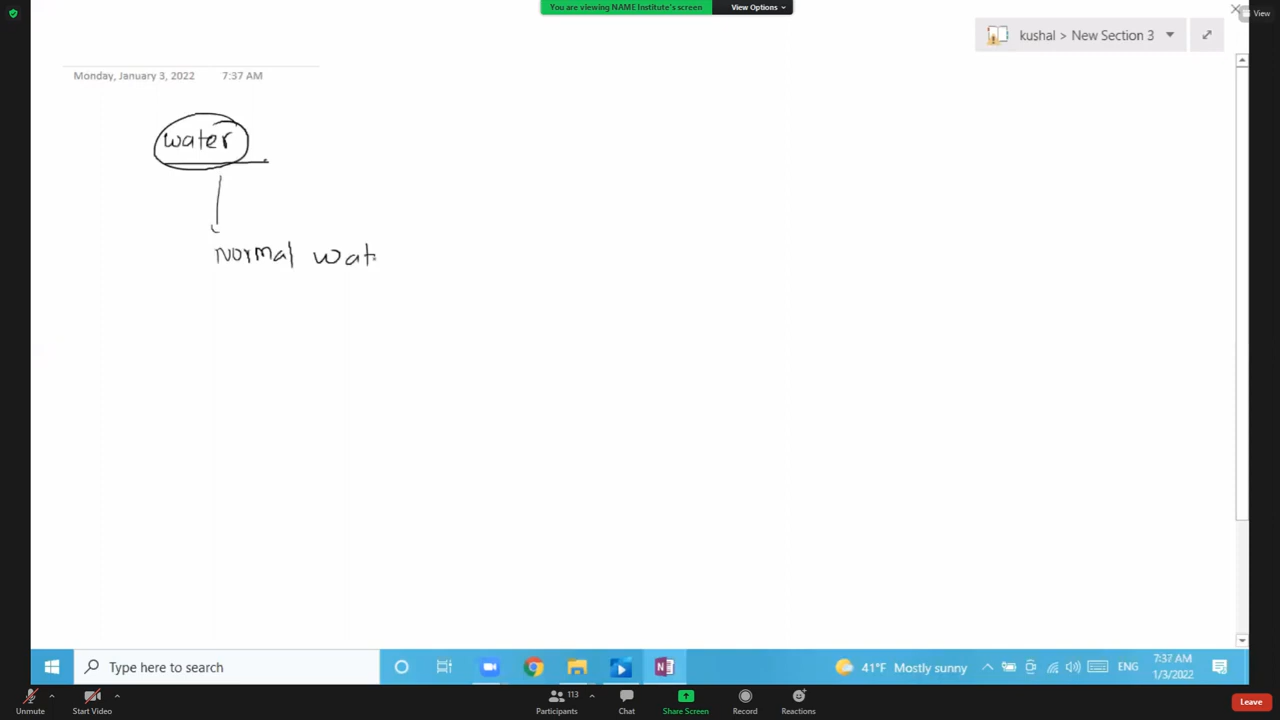 You are viewing NAME Institute's screen
View Options
View
kushal > New Section 3
Monday, January 3, 2022 7:37 AM
water
normal wat
Type here to search
41°F Mostly sunny
ENG
7:37 AM
1/3/2022
Unmute
Start Video
Participants
113
Chat
Share Screen
Record
Reactions
Leave